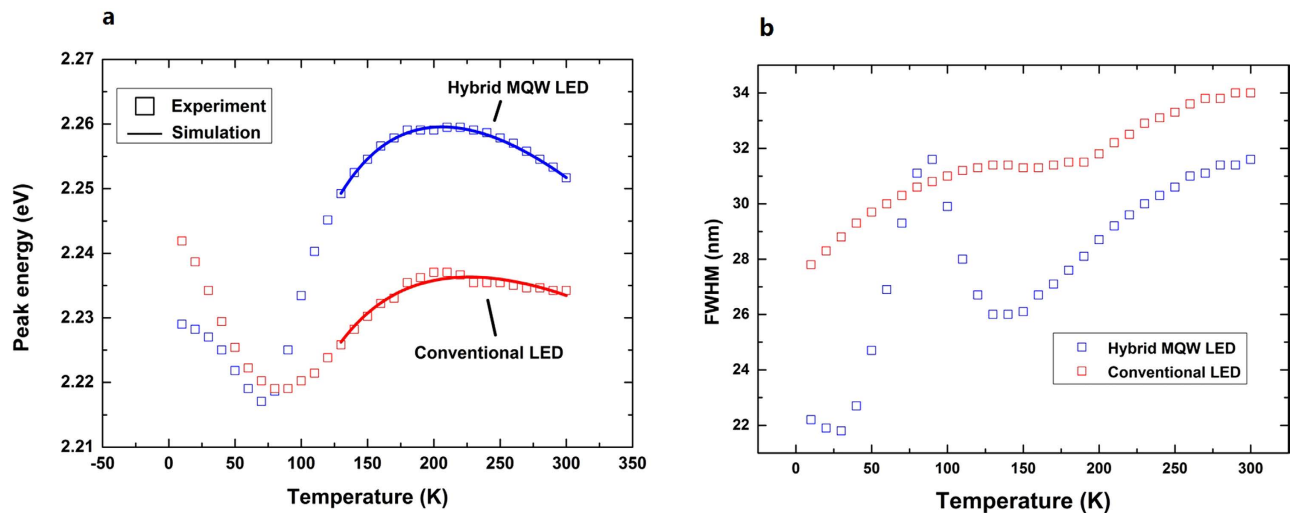 a
2.27
2.26
2.25
2.24
2.23
2.22
2.21
Peak energy (eV)
Experiment
Simulation
Hybrid MQW LED
Conventional LED
-50 0 50 100 150 200 250 300 350
Temperature (K)
b
34
32
30
28
26
24
22
FWHM (nm)
Hybrid MQW LED
Conventional LED
0 50 100 150 200 250 300
Temperature (K)